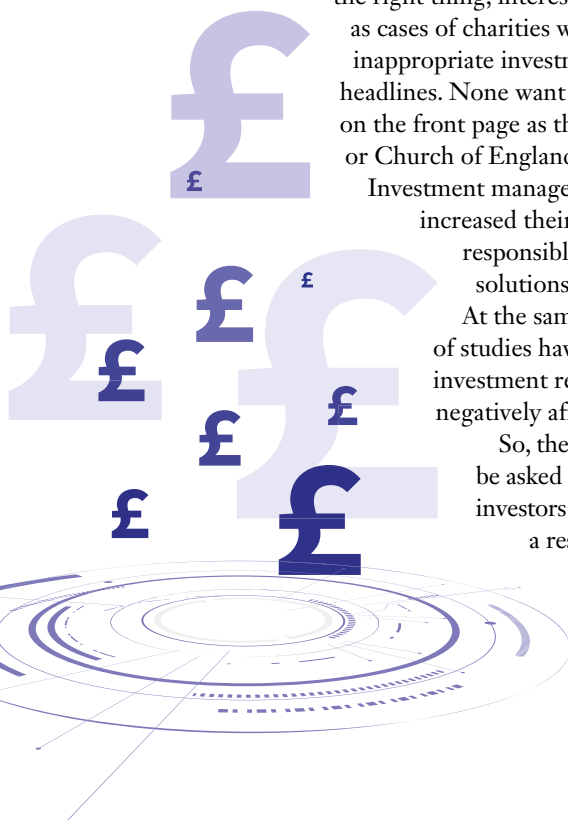 the right thing, interes
as cases of charities w
inappropriate investm
headlines. None want
on the front page as th
or Church of England
Investment manage
increased their
responsibl
solutions
At the sam
of studies hav
investment re
negatively aff
So, the
be asked
investors
a res
£
£
£
£
£
£
£
£
£
£